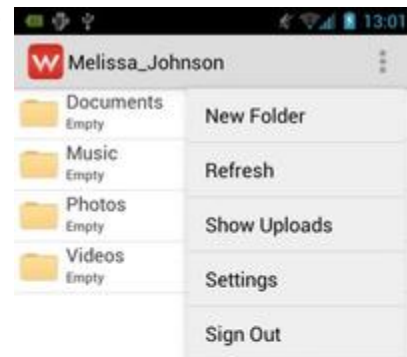 13:01
W Melissa_Johnson
Documents
Empty
Music
Empty
Photos
Empty
Videos
Empty
New Folder
Refresh
Show Uploads
Settings
Sign Out